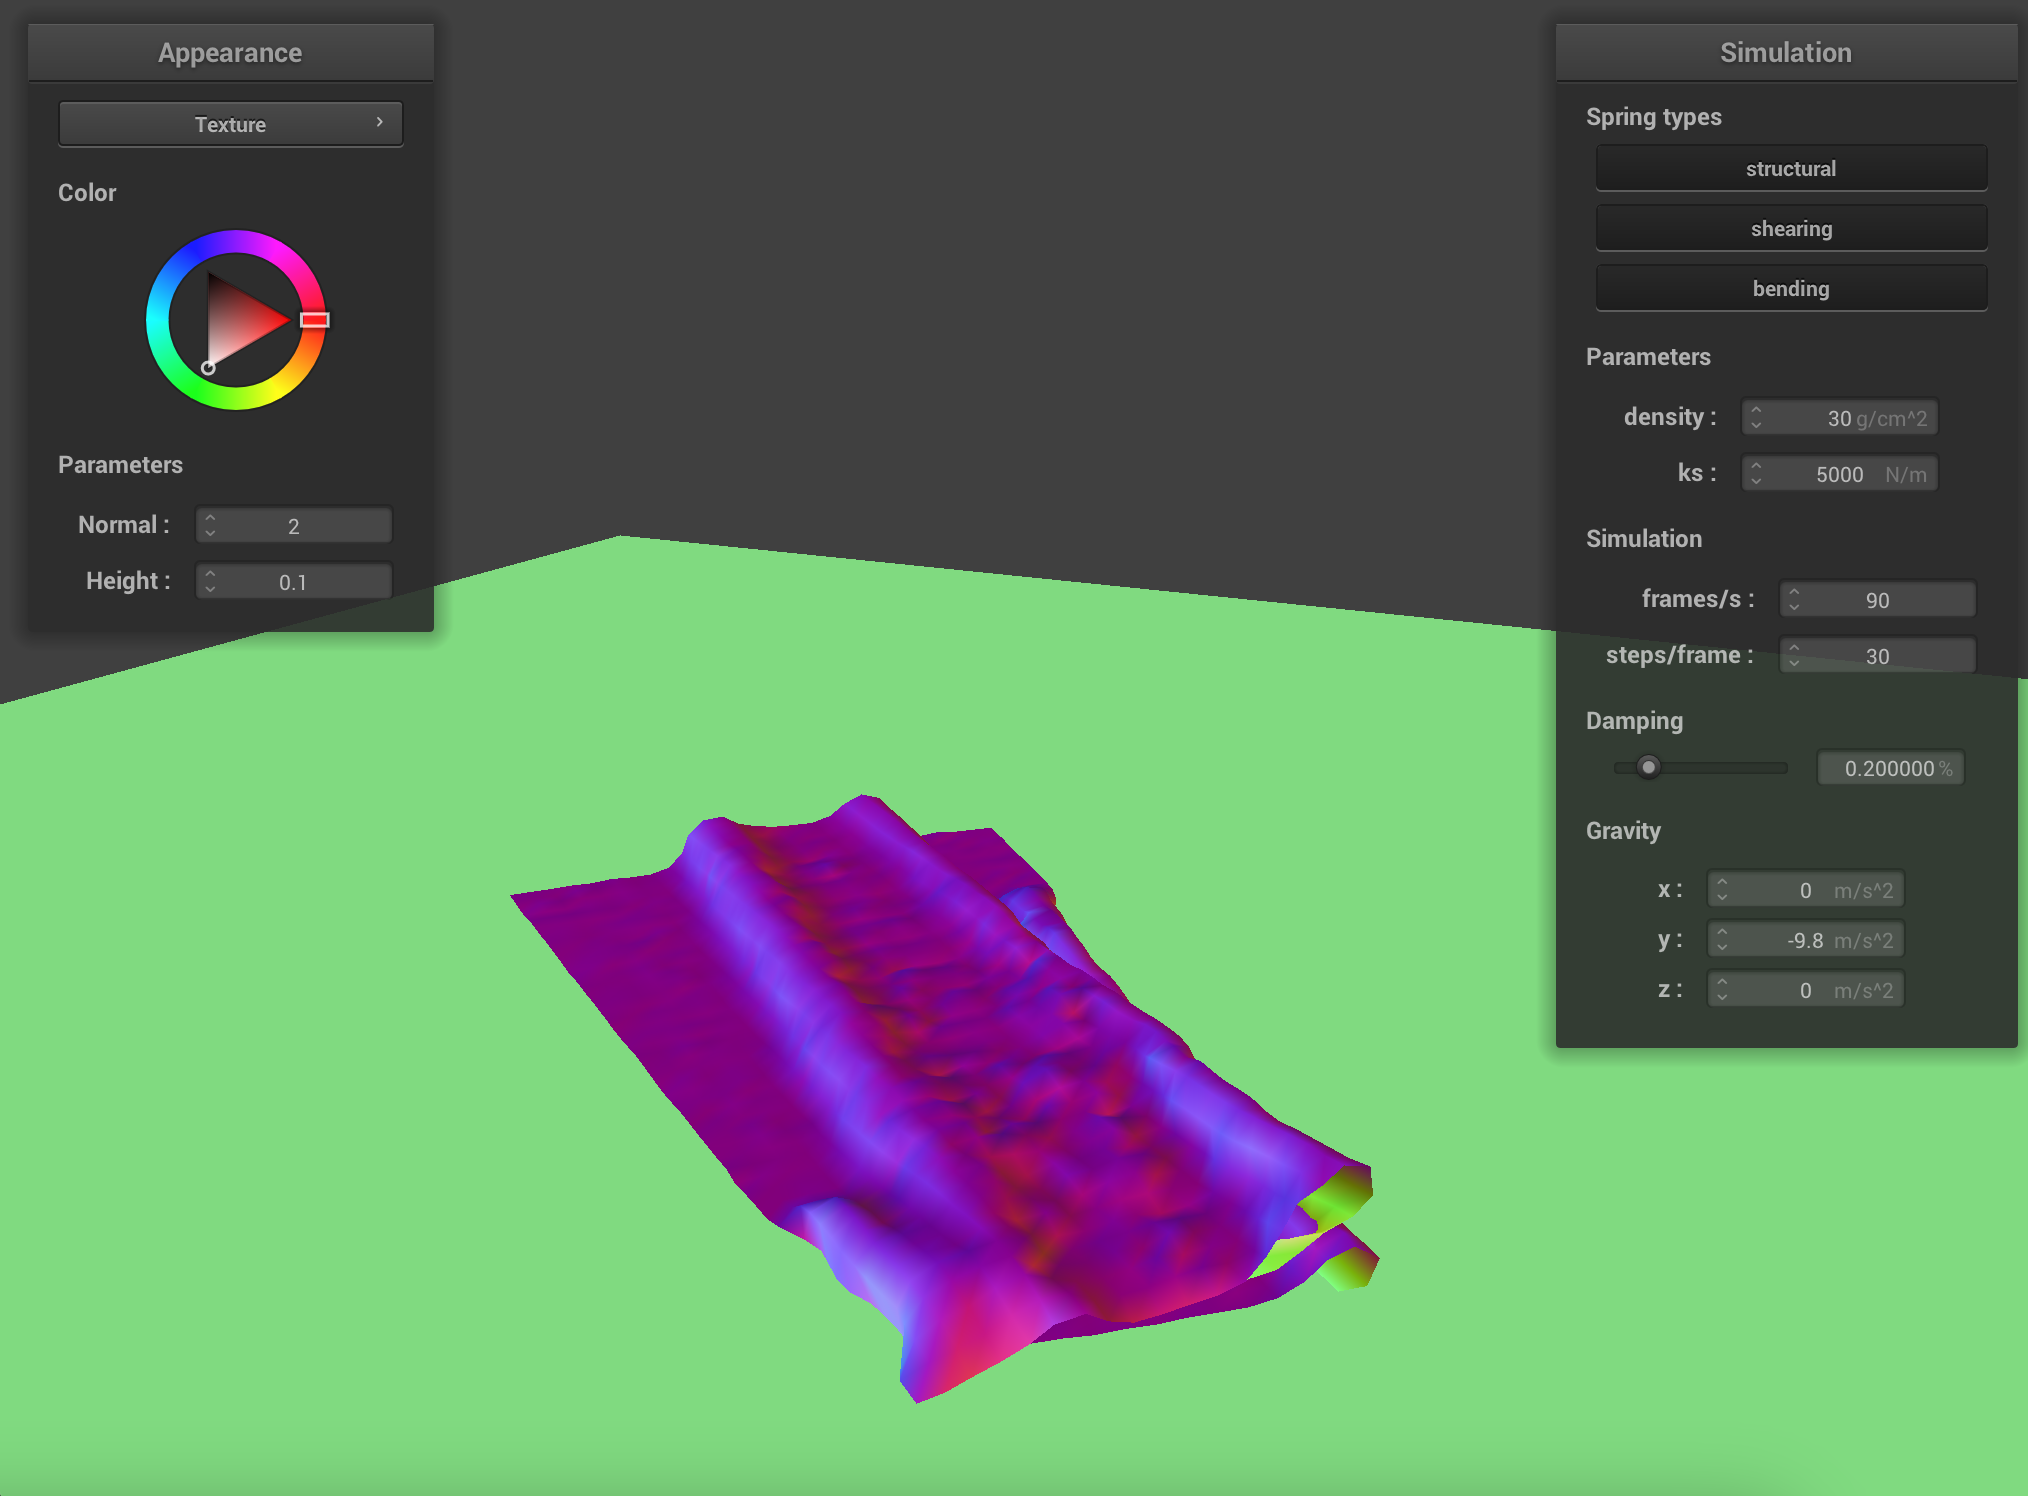 Appearance
Texture
Color
Parameters
Normal : 2
Height : 0.1
Simulation
Spring types
structural
shearing
bending
Parameters
density : 30 g/cm^2
ks : 5000 N/m
Simulation
frames/s : 90
steps/frame : 30
Damping
0.200000 %
Gravity
x : 0 m/s^2
y : -9.8 m/s^2
z : 0 m/s^2